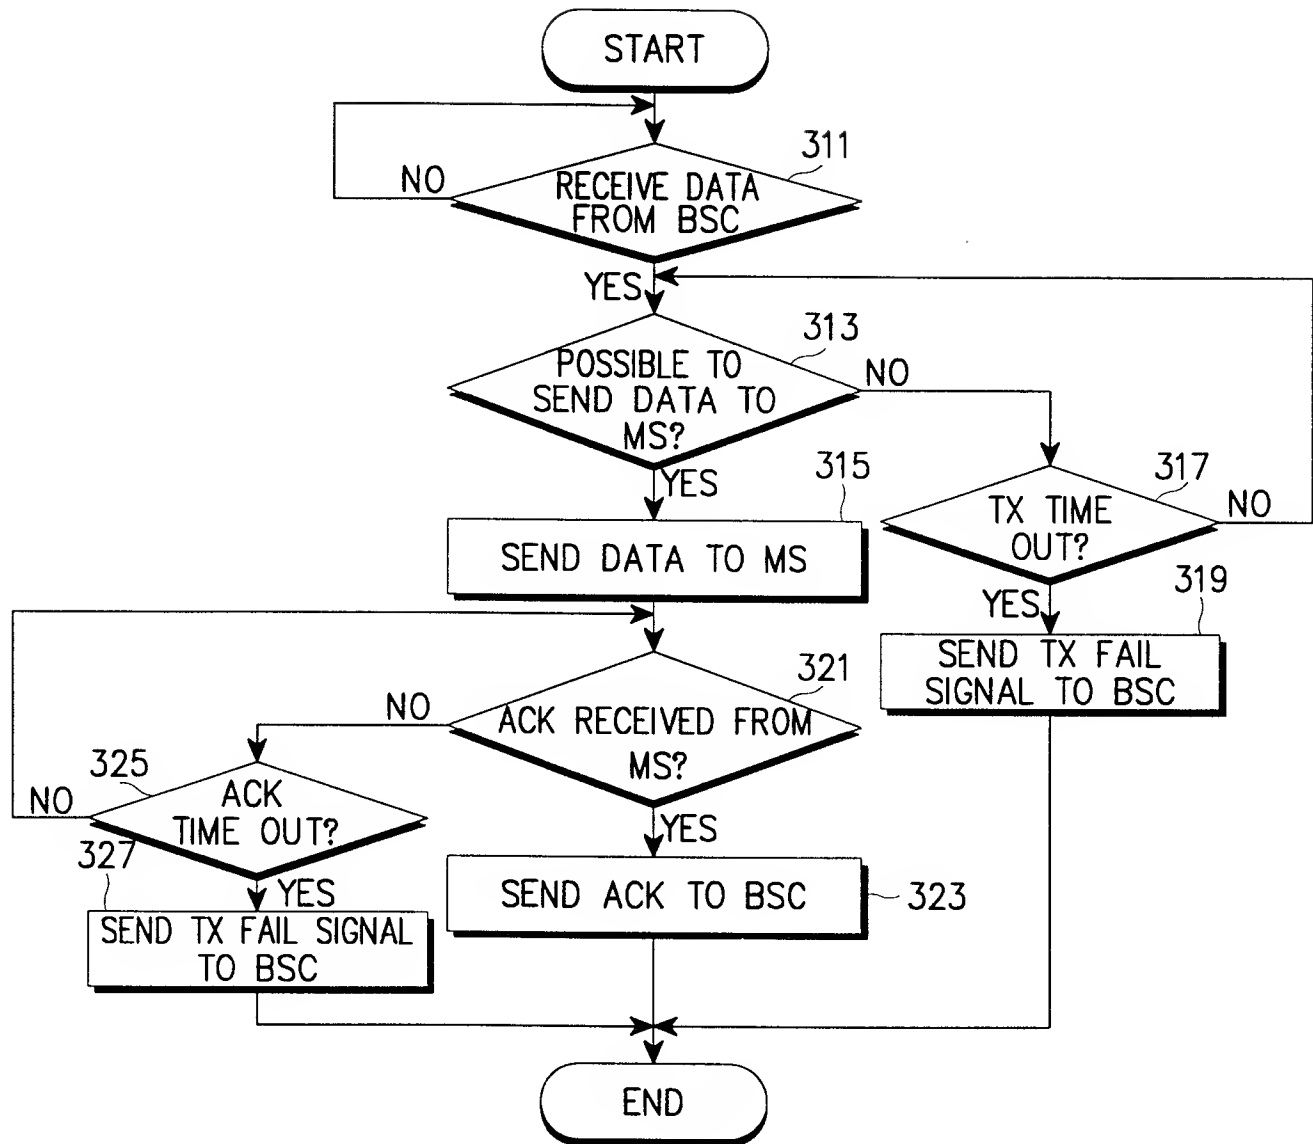 START
311
NO
RECEIVE DATA
FROM BSC
YES
313
POSSIBLE TO
SEND DATA TO
MS?
NO
YES
315
317
TX TIME
OUT?
NO
SEND DATA TO MS
319
YES
SEND TX FAIL
SIGNAL TO BSC
321
NO
ACK RECEIVED FROM
MS?
325
NO
ACK
TIME OUT?
YES
327
YES
SEND ACK TO BSC
323
SEND TX FAIL SIGNAL
TO BSC
END